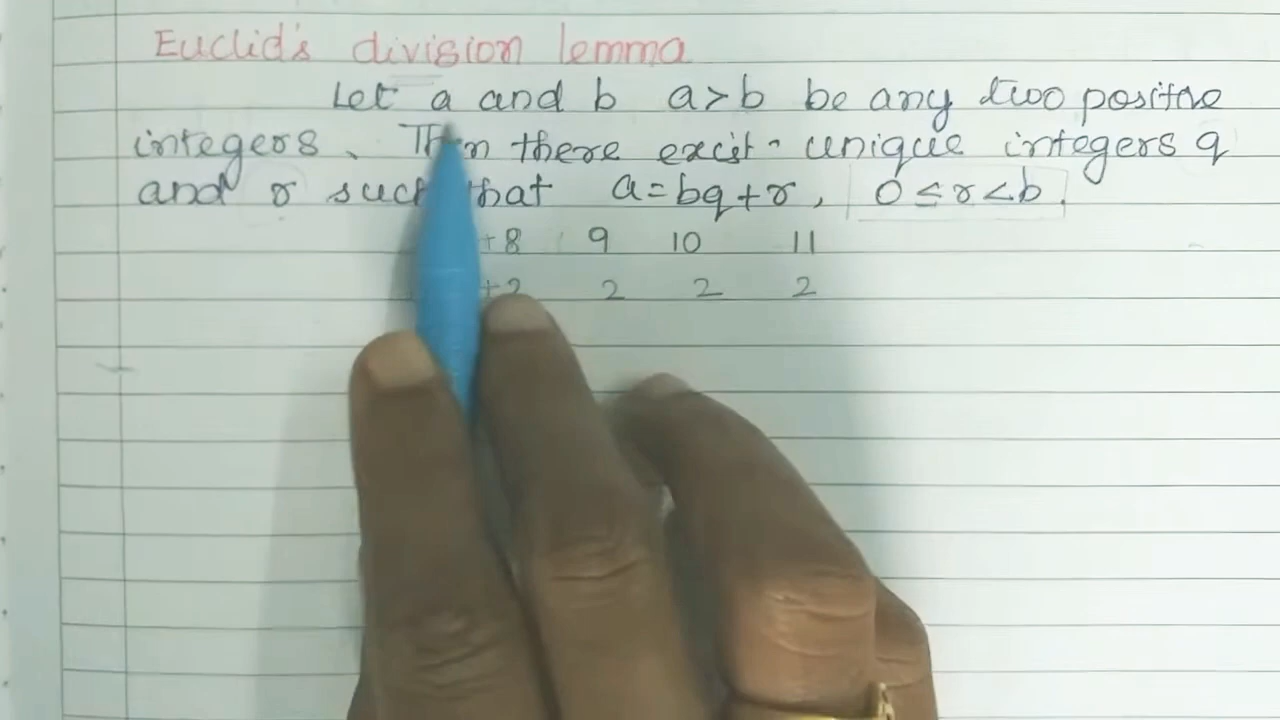 Euclid's division lemma
Let a and b a>b be any two positive
integers. Then there exist unique integers q
and r such that a=bq+r, 0≤r<b.
+8 9 10 11
+2 2 2 2